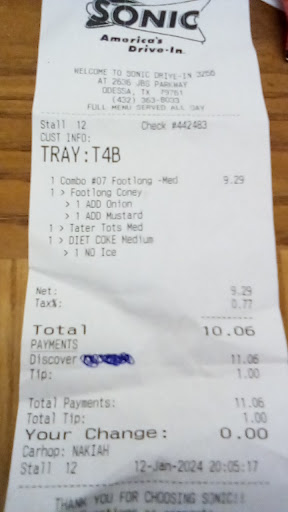 SONIC
America's
Drive-In
WELCOME TO SONIC DRIVE-IN 3256
AT 2636 JBS PARKWAY
ODESSA, TX 79761
(432) 363-8033
FULL MENU SERVED ALL DAY
Stall 12 Check #442483
CUST INFO:
TRAY:T4B
1 Combo #07 Footlong -Med 9.29
1 > Footlong Coney
> 1 ADD Onion
> 1 ADD Mustard
1 > Tater Tots Med
1 > DIET COKE Medium
> 1 NO Ice
Net: 9.29
Tax%: 0.77
Total 10.06
PAYMENTS
Discover 11.06
Tip: 1.00
Total Payments: 11.06
Total Tip: 1.00
Your Change: 0.00
Carhop: NAKIAH
Stall 12 12-Jan-2024 20:05:17
THANK YOU FOR CHOOSING SONIC!!